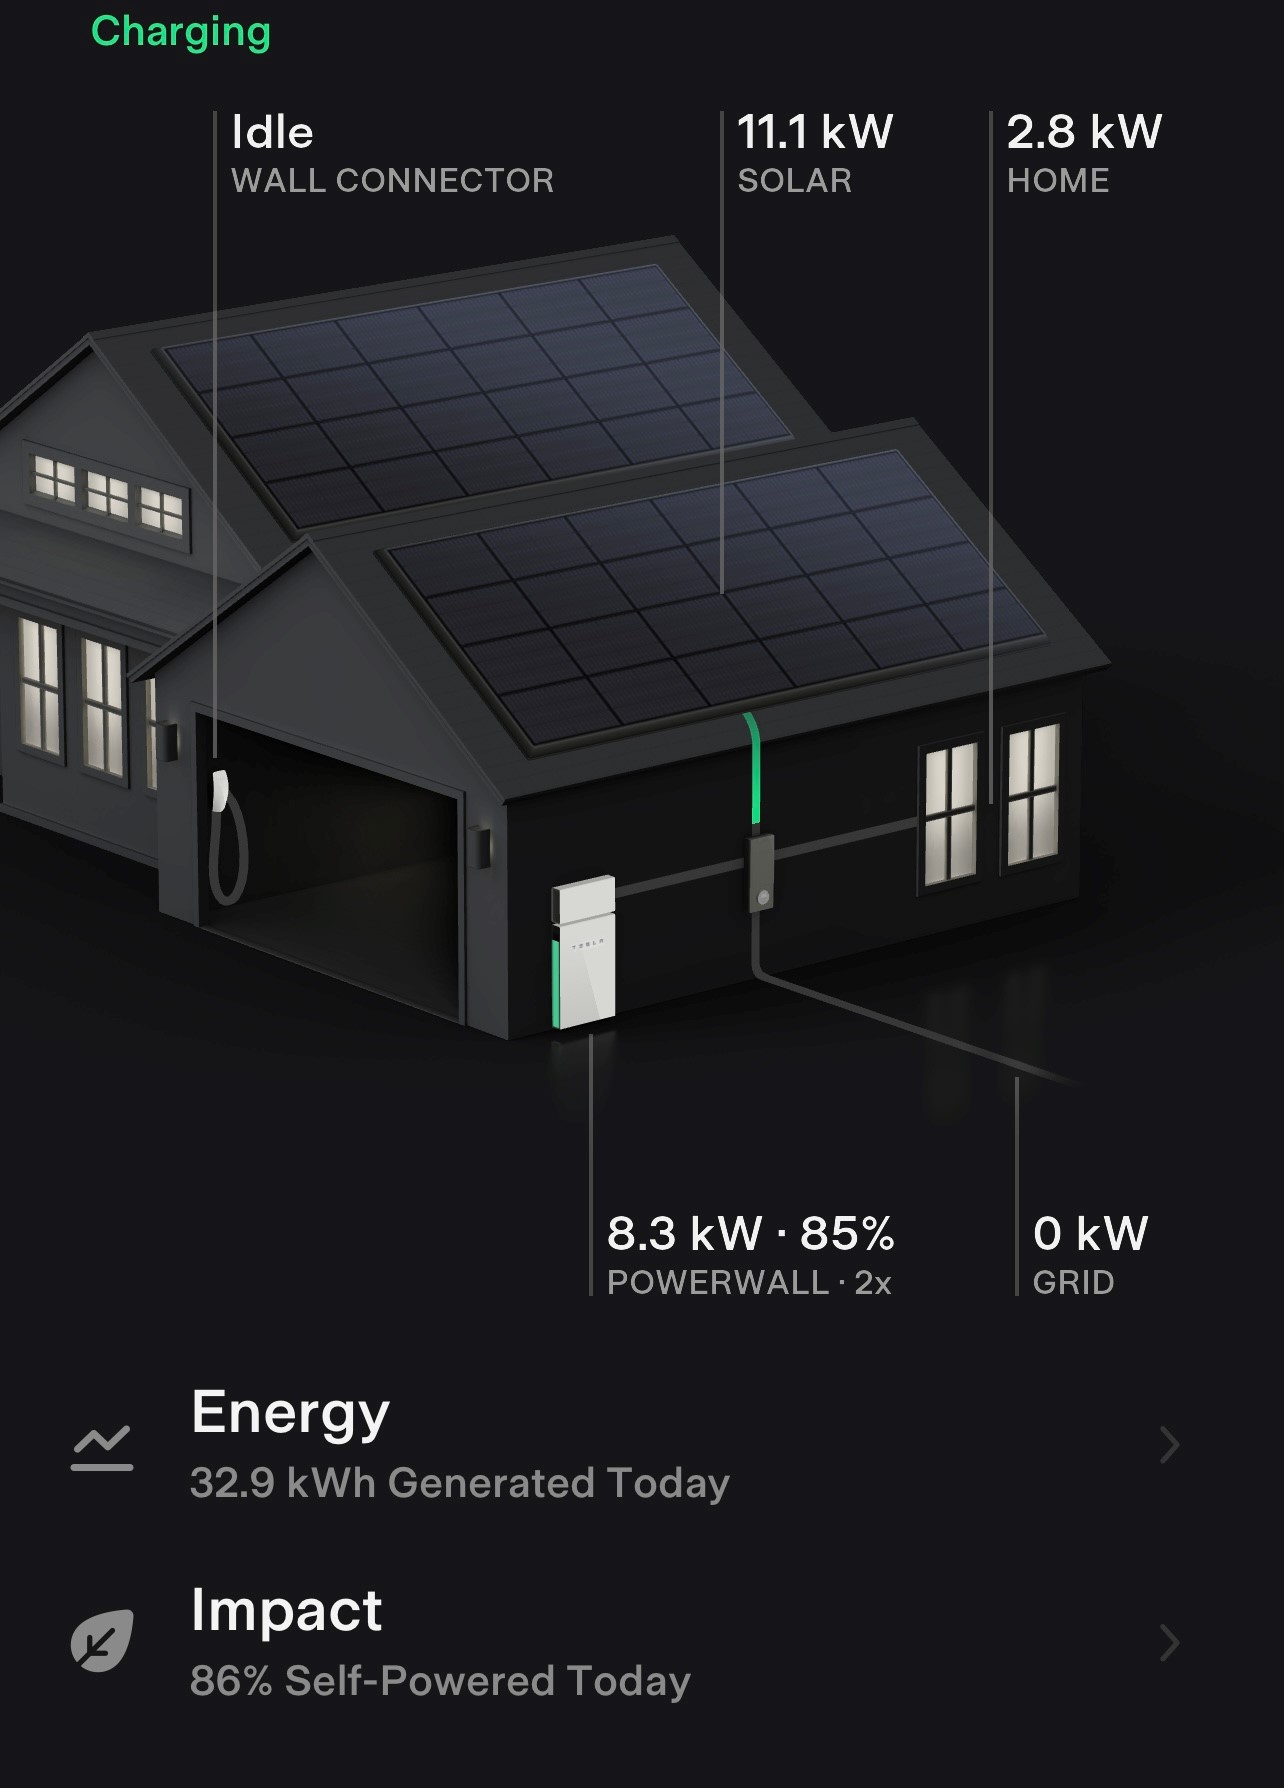 Charging
Idle
WALL CONNECTOR
11.1 kW
SOLAR
2.8 kW
HOME
TESLA
8.3 kW · 85%
POWERWALL · 2x
0 kW
GRID
Energy
32.9 kWh Generated Today
Impact
86% Self-Powered Today